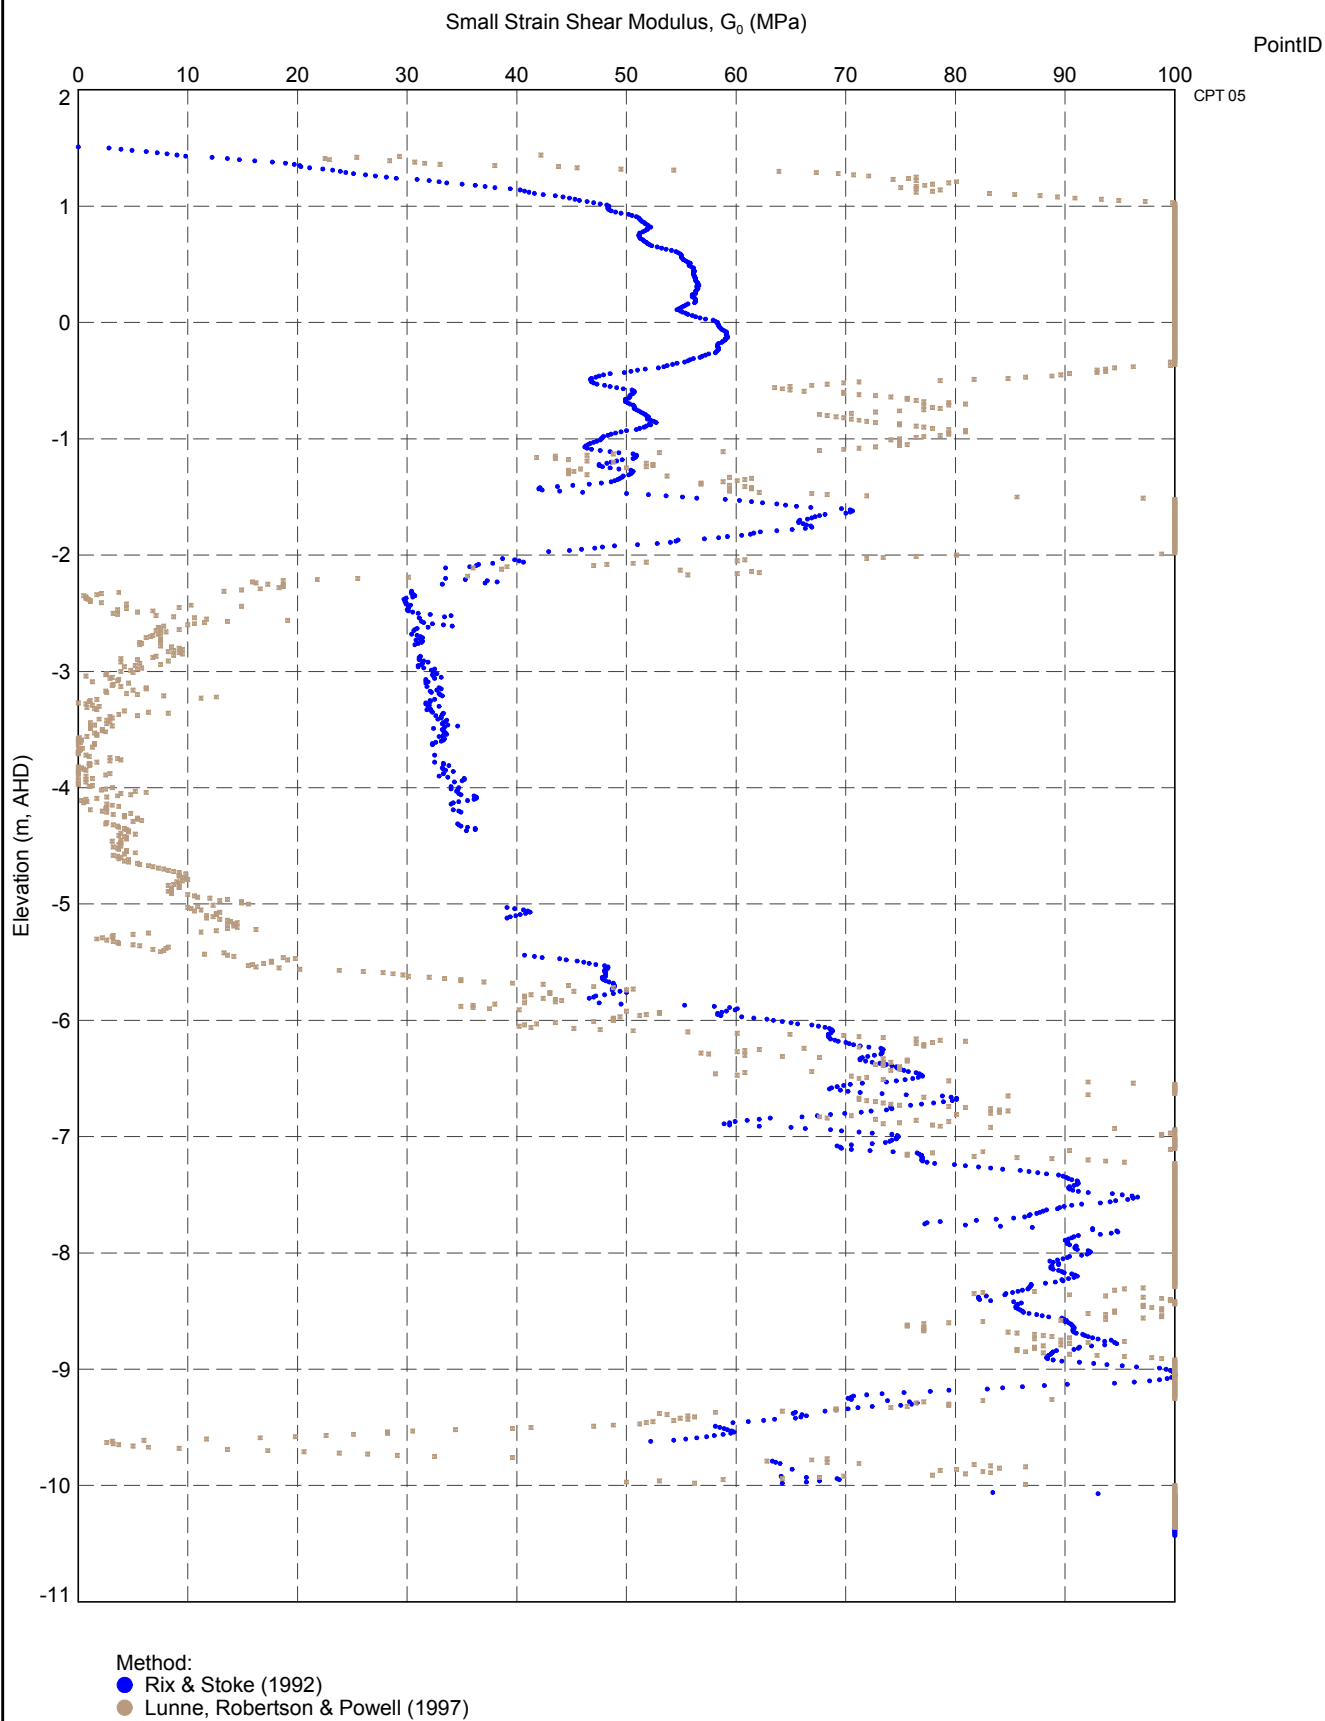 Small Strain Shear Modulus, G₀ (MPa)
PointID
0 10 20 30 40 50 60 70 80 90 100
CPT 05
2
1
0
-1
-2
-3
-4
-5
-6
-7
-8
-9
-10
-11
Elevation (m, AHD)
Method:
Rix & Stoke (1992)
Lunne, Robertson & Powell (1997)